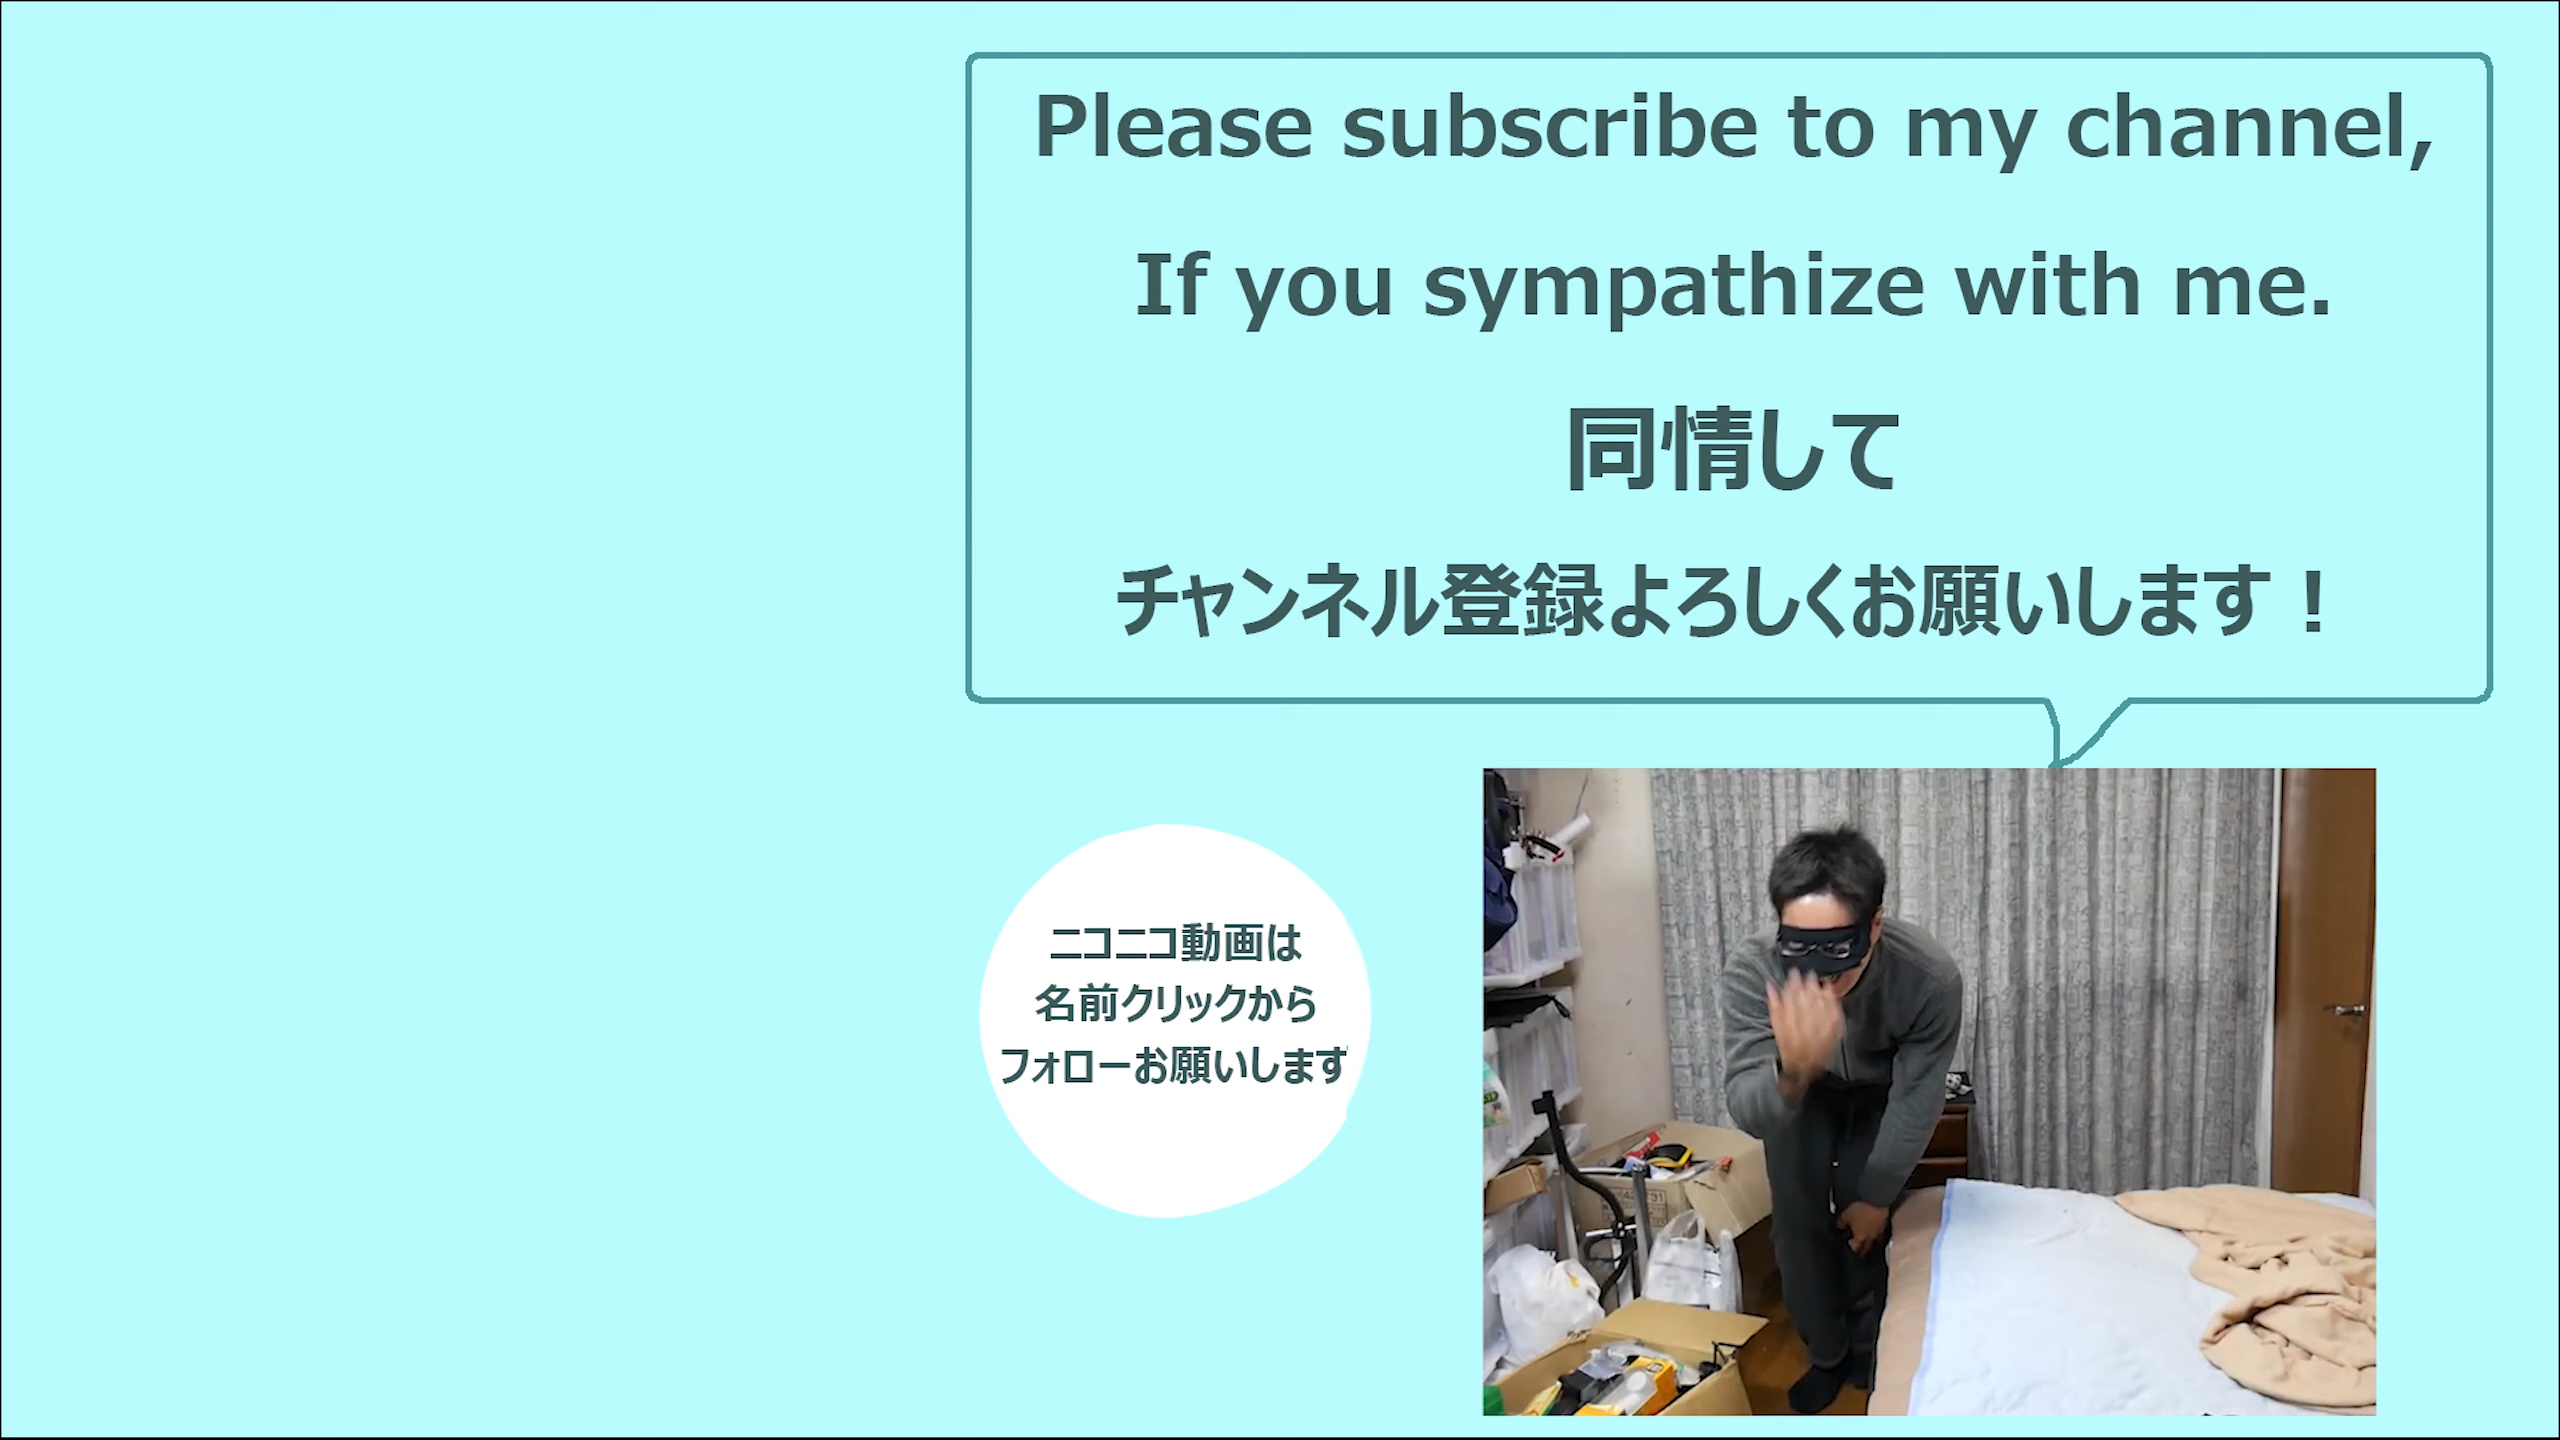 Please subscribe to my channel,
If you sympathize with me.
同情して
チャンネル登録よろしくお願いします！
ニコニコ動画は
名前クリックから
フォローお願いします